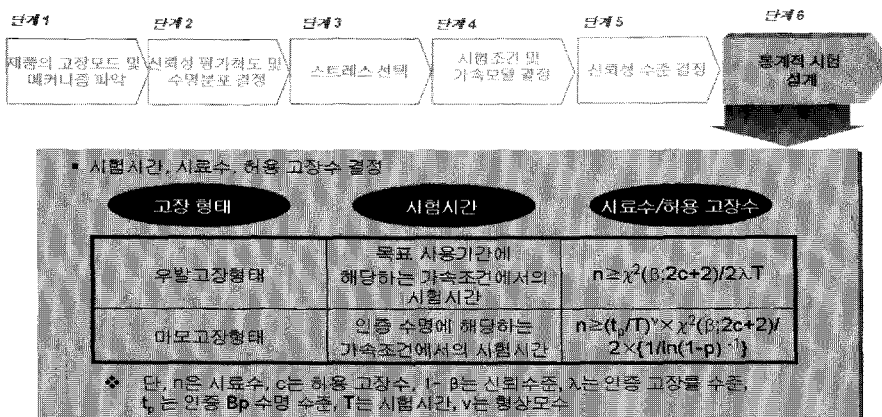 단계 1
단계 2
단계 3
단계 4
단계 5
단계 6
제품의 고장모드 및
메커니즘 파악
신뢰성 평가척도 및
수명분포 결정
스트레스 선택
시험조건 및
가속모델 결정
신뢰성 수준 결정
통계적 시험
설계
▪ 시험시간, 시료수, 허용 고장수 결정
고장 형태
시험시간
시료수/허용 고장수
우발고장형태
목표 사용기간에
해당하는 가속조건에서의
시험시간
n≥χ²(β;2c+2)/2λT
마모고장형태
인증 수명에 해당하는
가속조건에서의 시험시간
n≥(tₚ/T)ᵛ×χ²(β;2c+2)/
2×{1/ln(1-p)⁻¹}
❖ 단, n은 시료수, c는 허용 고장수, 1- β는 신뢰수준, λ는 인증 고장률 수준,
tₚ 는 인증 Bp 수명 수준, T는 시험시간, v는 형상모수